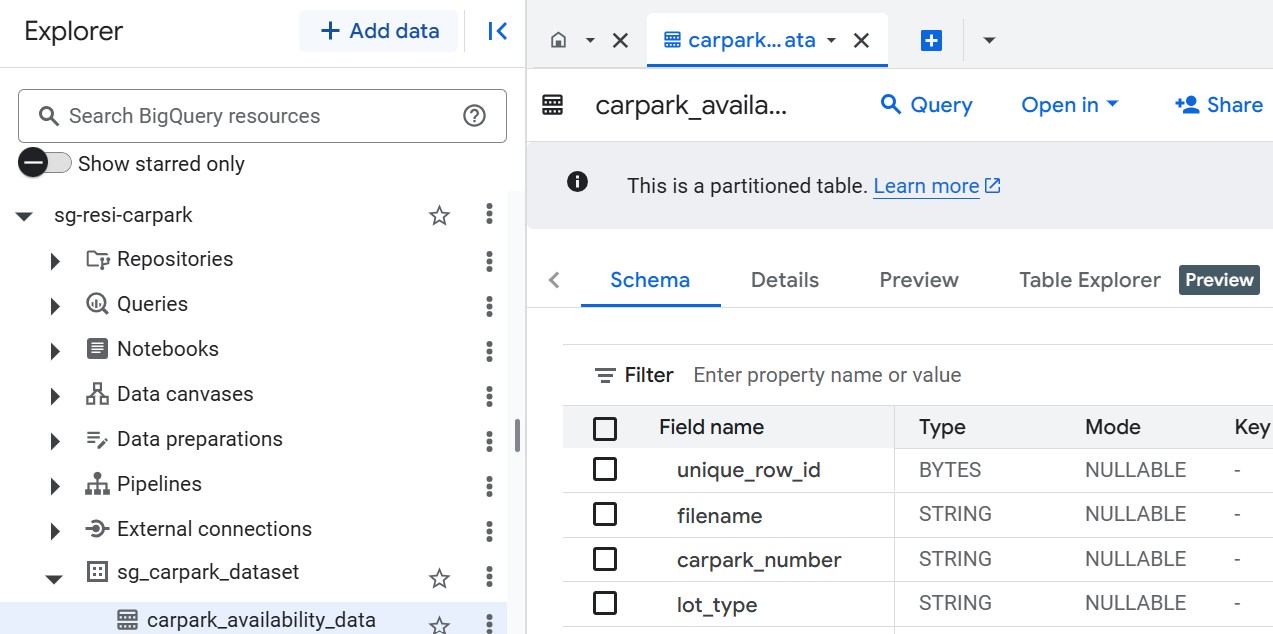 Explorer
+ Add data
Search BigQuery resources
Show starred only
sg-resi-carpark
Repositories
Queries
Notebooks
Data canvases
Data preparations
Pipelines
External connections
sg_carpark_dataset
carpark_availability_data
carpark...ata
carpark_availa...
Query
Open in
Share
This is a partitioned table. Learn more
Schema Details Preview Table Explorer Preview
Filter Enter property name or value
Field name Type Mode Key
unique_row_id BYTES NULLABLE -
filename STRING NULLABLE -
carpark_number STRING NULLABLE -
lot_type STRING NULLABLE -